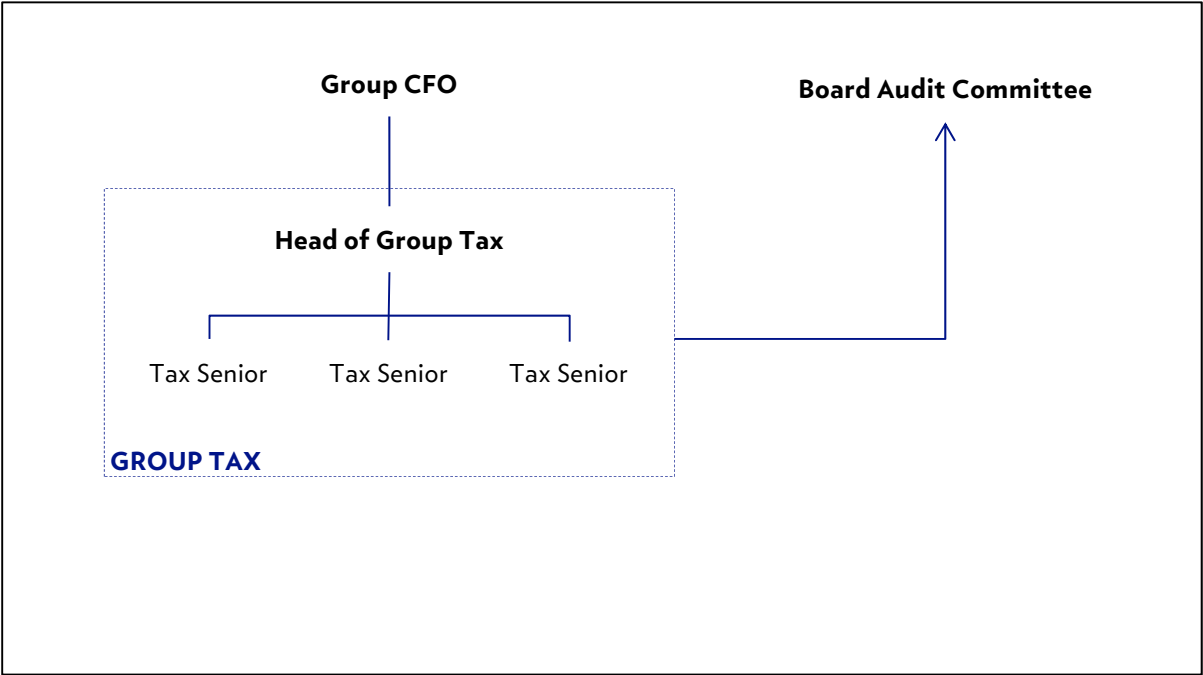 Group CFO
Board Audit Committee
Head of Group Tax
Tax Senior
Tax Senior
Tax Senior
GROUP TAX